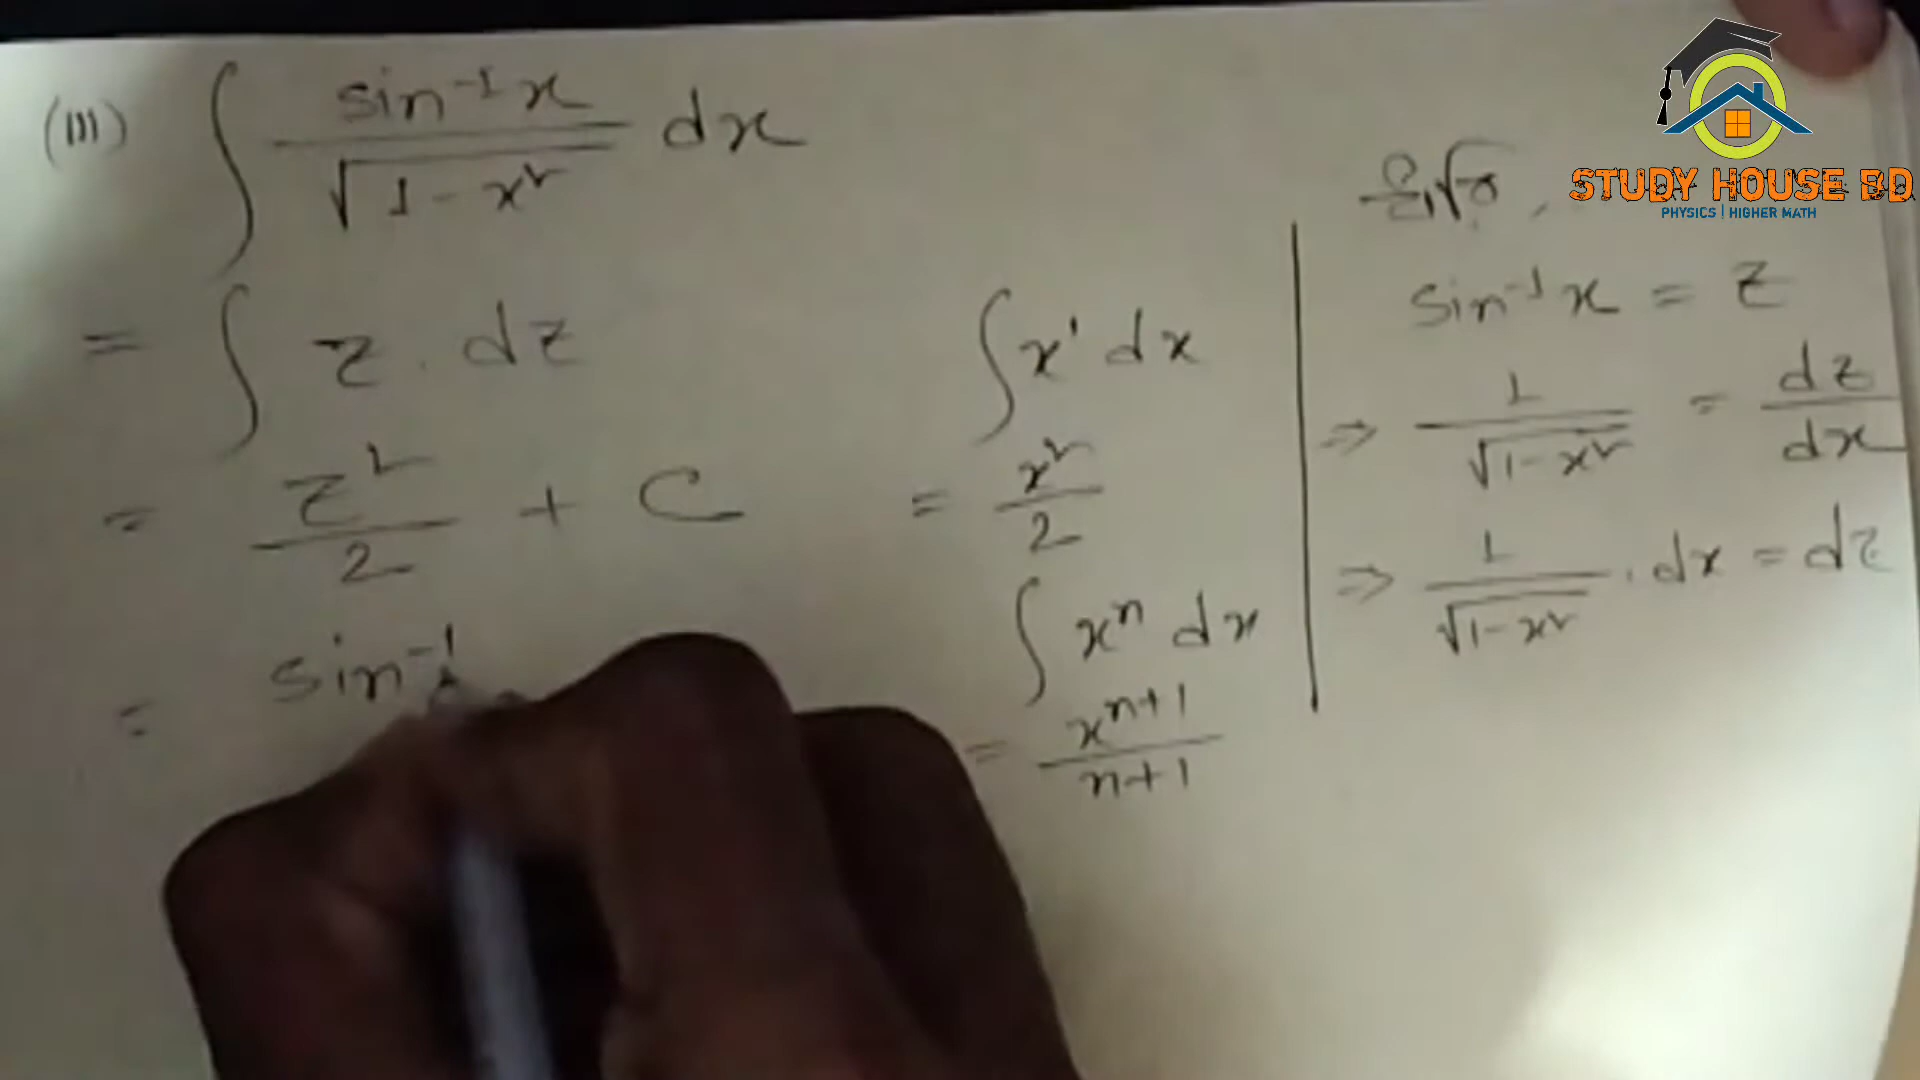 (III) ∫ sin⁻¹x / √1-x² dx
= ∫ z . dz
= z² / 2 + C
= sin⁻¹
∫ x¹ dx
= x² / 2
∫ xⁿ dx
= xⁿ⁺¹ / n+1
ধরি,
sin⁻¹x = z
⇒ 1 / √1-x² = dz / dx
⇒ 1 / √1-x² . dx = dz
STUDY HOUSE BD
PHYSICS | HIGHER MATH